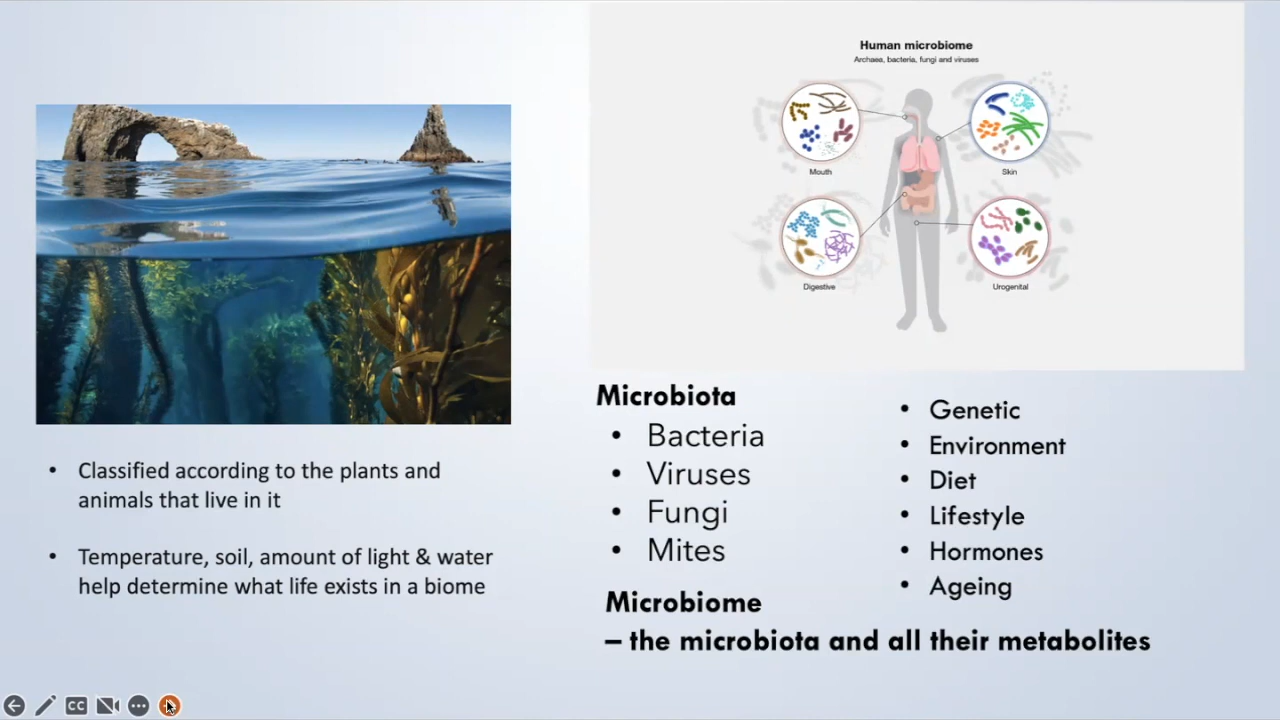 Human microbiome
Archaea, bacteria, fungi and viruses
Mouth
Skin
Digestive
Urogenital
• Classified according to the plants and
animals that live in it
• Temperature, soil, amount of light & water
help determine what life exists in a biome
Microbiota
• Bacteria
• Viruses
• Fungi
• Mites
• Genetic
• Environment
• Diet
• Lifestyle
• Hormones
• Ageing
Microbiome
– the microbiota and all their metabolites
CC